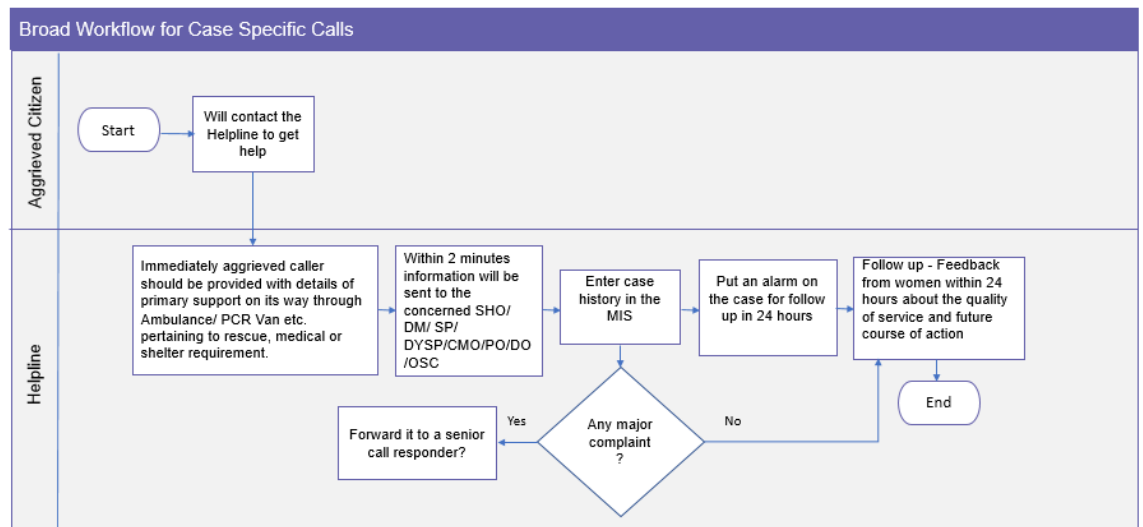 Broad Workflow for Case Specific Calls
Aggrieved Citizen
Start
Will contact the
Helpline to get
help
Helpline
Immediately aggrieved caller
should be provided with details of
primary support on its way through
Ambulance/ PCR Van etc.
pertaining to rescue, medical or
shelter requirement.
Within 2 minutes
information will be
sent to the
concerned SHO/
DM/ SP/
DYSP/CMO/PO/DO
/OSC
Enter case
history in the
MIS
Put an alarm on
the case for follow
up in 24 hours
Follow up - Feedback
from women within 24
hours about the quality
of service and future
course of action
End
Any major
complaint
?
Yes
No
Forward it to a senior
call responder?